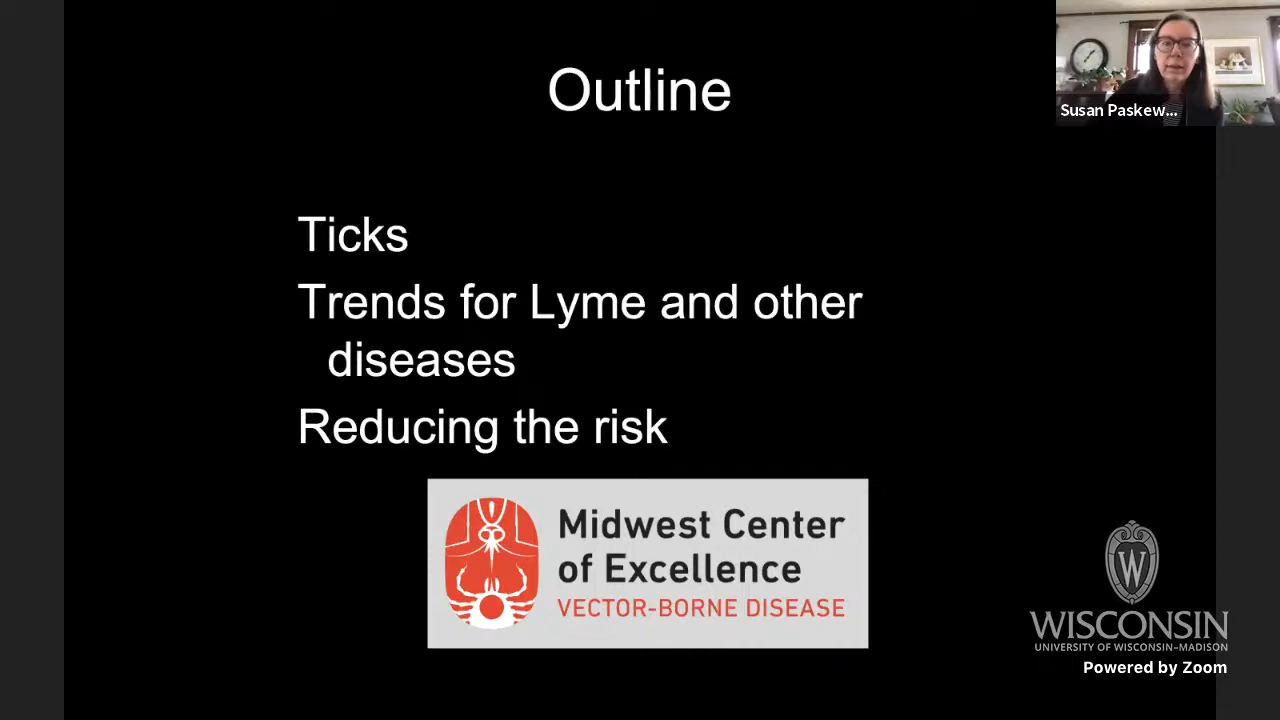 Outline
Susan Paskew...
Ticks
Trends for Lyme and other
diseases
Reducing the risk
Midwest Center
of Excellence
VECTOR-BORNE DISEASE
W
WISCONSIN
UNIVERSITY OF WISCONSIN-MADISON
Powered by Zoom